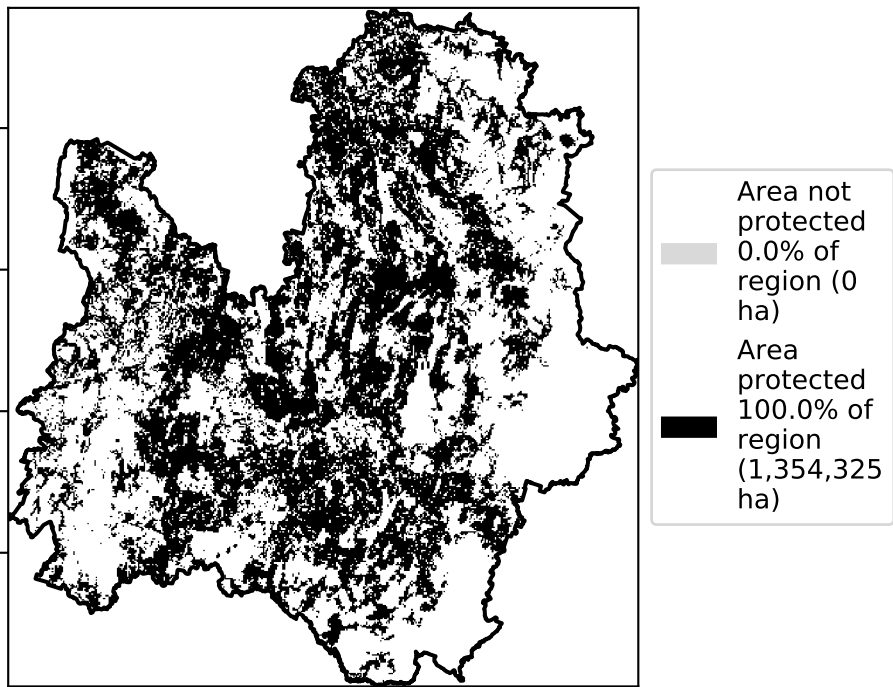 Area not
protected
0.0% of
region (0
ha)
Area
protected
100.0% of
region
(1,354,325
ha)